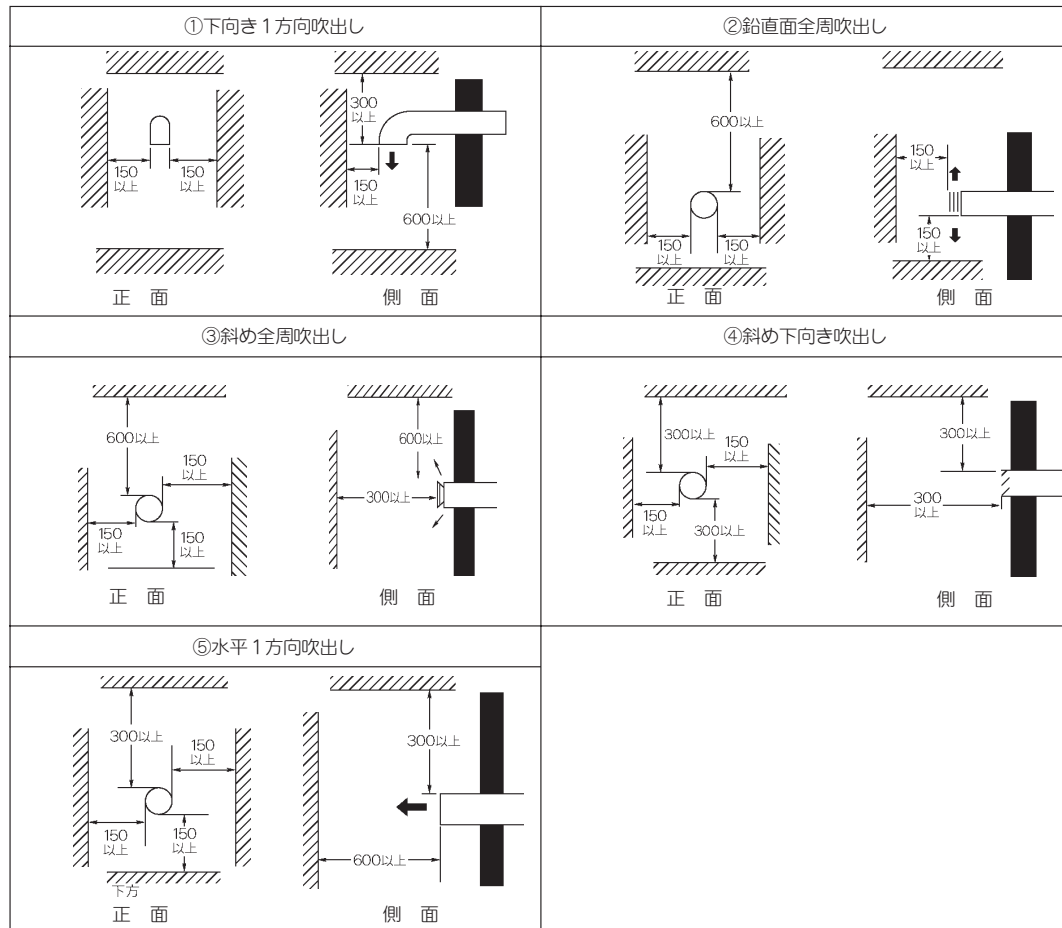 ①下向き1方向吹出し
300
以上
150
以上
150
以上
150
以上
600以上
正 面
側 面
②鉛直面全周吹出し
600以上
150
以上
150
以上
150
以上
150
以上
正 面
側 面
③斜め全周吹出し
600以上
150
以上
150
以上
150
以上
600以上
300以上
正 面
側 面
④斜め下向き吹出し
300以上
150
以上
150
以上
300以上
300以上
300
以上
正 面
側 面
⑤水平1方向吹出し
300以上
150
以上
150
以上
150
以上
下方
300以上
600以上
正 面
側 面